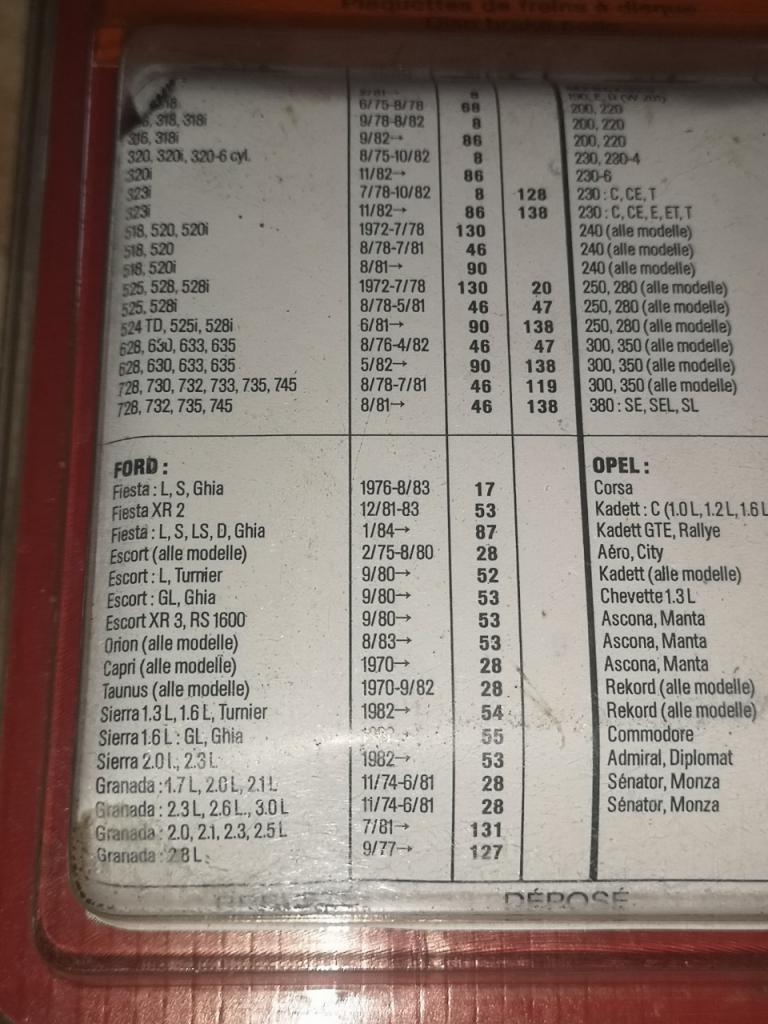 Plaquettes de freins à disque
6/75-8/78 68 200, 220
318, 318i 9/78-8/82 8 200, 220
316, 318i 9/82→ 86 200, 220
320, 320i, 320-6 cyl. 8/75-10/82 8 230, 230-4
320i 11/82→ 86 230-6
323i 7/78-10/82 8 128 230 : C, CE, T
323i 11/82→ 86 138 230 : C, CE, E, ET, T
518, 520, 520i 1972-7/78 130 240 (alle modelle)
518, 520 8/78-7/81 46 240 (alle modelle)
518, 520i 8/81→ 90 240 (alle modelle)
525, 528, 528i 1972-7/78 130 20 250, 280 (alle modelle)
525, 528i 8/78-5/81 46 47 250, 280 (alle modelle)
524 TD, 525i, 528i 6/81→ 90 138 250, 280 (alle modelle)
628, 630, 633, 635 8/76-4/82 46 47 300, 350 (alle modelle)
628, 630, 633, 635 5/82→ 90 138 300, 350 (alle modelle)
728, 730, 732, 733, 735, 745 8/78-7/81 46 119 300, 350 (alle modelle)
728, 732, 735, 745 8/81→ 46 138 380 : SE, SEL, SL
FORD : OPEL :
Fiesta : L, S, Ghia 1976-8/83 17 Corsa
Fiesta XR 2 12/81-83 53 Kadett : C (1.0 L, 1.2 L, 1.6 L
Fiesta : L, S, LS, D, Ghia 1/84→ 87 Kadett GTE, Rallye
Escort (alle modelle) 2/75-8/80 28 Aéro, City
Escort : L, Turnier 9/80→ 52 Kadett (alle modelle)
Escort : GL, Ghia 9/80→ 53 Chevette 1.3 L
Escort XR 3, RS 1600 9/80→ 53 Ascona, Manta
Orion (alle modelle) 8/83→ 53 Ascona, Manta
Capri (alle modelle) 1970→ 28 Ascona, Manta
Taunus (alle modelle) 1970-9/82 28 Rekord (alle modelle)
Sierra 1.3 L, 1.6 L, Turnier 1982→ 54 Rekord (alle modelle)
Sierra 1.6 L : GL, Ghia 55 Commodore
Sierra 2.0 l, 2.3 L 1982→ 53 Admiral, Diplomat
Granada : 1.7 L, 2.0 L, 2.1 L 11/74-6/81 28 Sénator, Monza
Granada : 2.3 L, 2.6 L., 3.0 L 11/74-6/81 28 Sénator, Monza
Granada : 2.0, 2.1, 2.3, 2.5 L 7/81→ 131
Granada : 2.8 L. 9/77→ 127
DÉPOSÉ